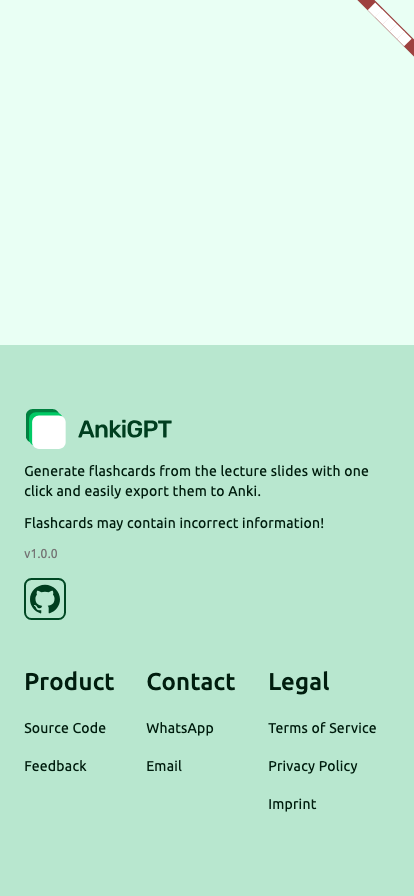 AnkiGPT
Generate flashcards from the lecture slides with one
click and easily export them to Anki.
Flashcards may contain incorrect information!
v1.0.0
Product
Contact
Legal
Source Code
WhatsApp
Terms of Service
Feedback
Email
Privacy Policy
Imprint